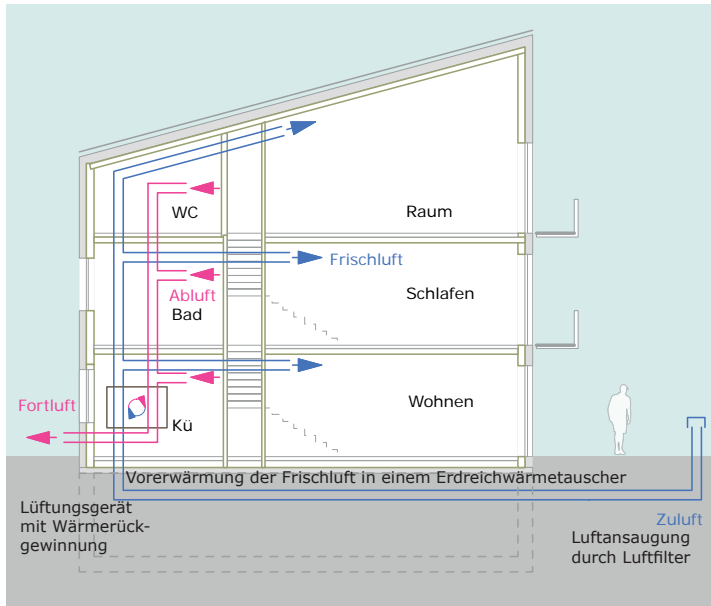 WC
Raum
Frischluft
Abluft
Bad
Schlafen
Fortluft
Kü
Wohnen
Vorerwärmung der Frischluft in einem Erdreichwärmetauscher
Lüftungsgerät
mit Wärmerück-
gewinnung
Zuluft
Luftansaugung
durch Luftfilter